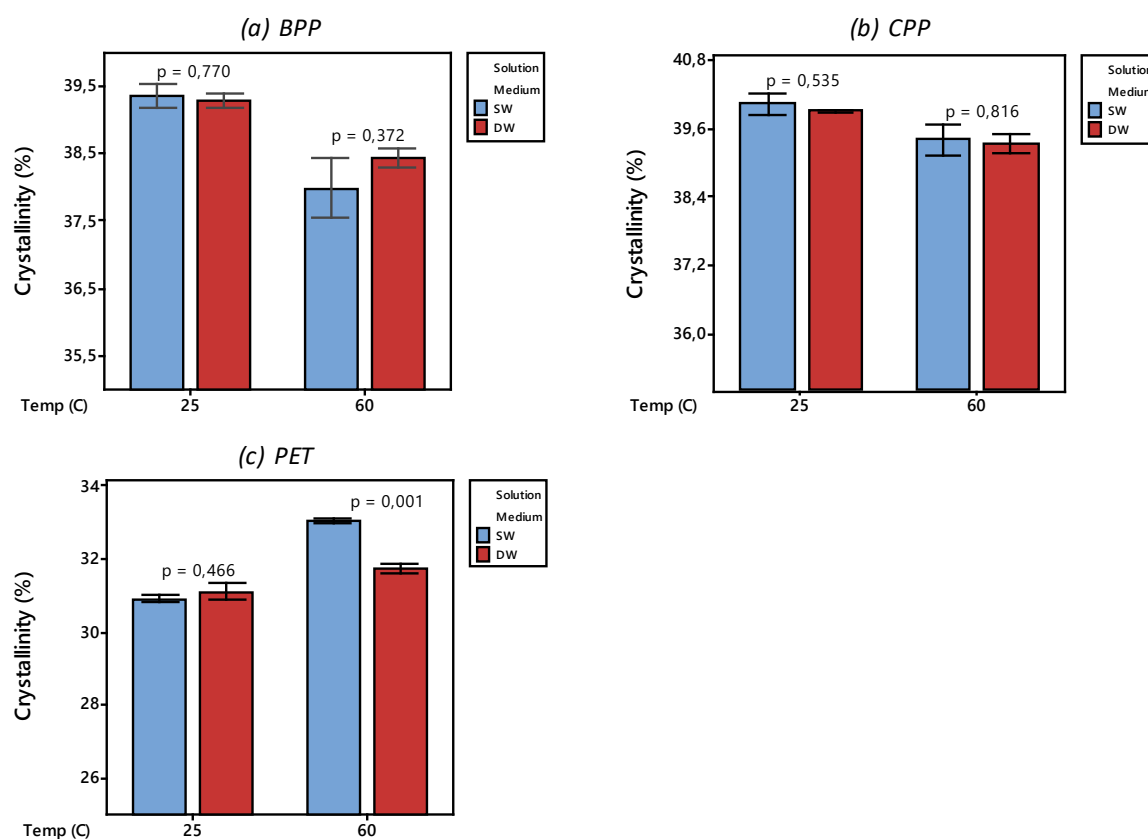 (a) BPP
39,5
38,5
37,5
36,5
35,5
Crystallinity (%)
p = 0,770
p = 0,372
Temp (C)
25
60
Solution
Medium
SW
DW
(b) CPP
40,8
39,6
38,4
37,2
36,0
Crystallinity (%)
p = 0,535
p = 0,816
Temp (C)
25
60
Solution
Medium
SW
DW
(c) PET
34
32
30
28
26
Crystallinity (%)
p = 0,466
p = 0,001
Temp (C)
25
60
Solution
Medium
SW
DW